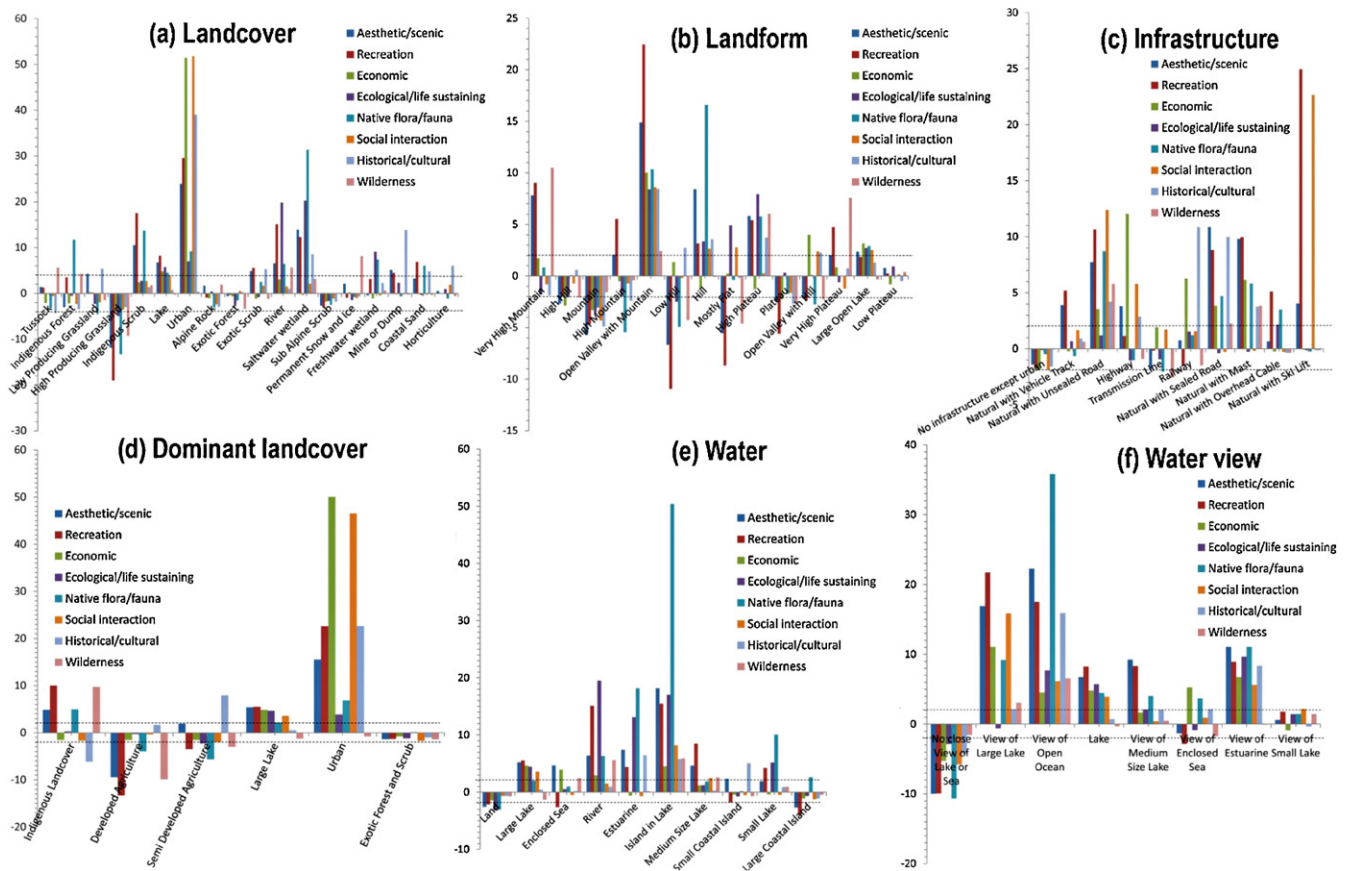 (a) Landcover
60
50
40
30
20
10
0
-10
-20
-30
Aesthetic/scenic
Recreation
Economic
Ecological/life sustaining
Native flora/fauna
Social interaction
Historical/cultural
Wilderness
In-Tussock
Indigenous Forest
Low Producing Grassland
High Producing Grassland
Indigenous Scrub
Lake
Urban
Alpine Rock
Exotic Forest
Exotic Scrub
River
Saltwater wetland
Sub Alpine Scrub
Permanent Snow and Ice
Freshwater wetland
Mine or Dump
Coastal Sand
Horticulture
(b) Landform
25
20
15
10
5
0
-5
-10
-15
Aesthetic/scenic
Recreation
Economic
Ecological/life sustaining
Native flora/fauna
Social interaction
Historical/cultural
Wilderness
Very High Mountain
High Hill
Mountain
High Mountain
Open Valley with Mountain
Low Hill
Hill
Mostly Flat
High Plateau
Plateau
Open Valley with Hill
Very High Plateau
Large Open Lake
Low Plateau
(c) Infrastructure
30
25
20
15
10
5
0
-5
Aesthetic/scenic
Recreation
Economic
Ecological/life sustaining
Native flora/fauna
Social interaction
Historical/cultural
Wilderness
No infrastructure except urban
Natural with Vehicle Track
Natural with Unsealed Road
Highway
Transmission Line
Railway
Natural with Sealed Road
Natural with Mast
Natural with Overhead Cable
Natural with Ski Lift
(d) Dominant landcover
60
50
40
30
20
10
0
-10
-20
Aesthetic/scenic
Recreation
Economic
Ecological/life sustaining
Native flora/fauna
Social interaction
Historical/cultural
Wilderness
Indigenous Landcover
Developed Agriculture
Semi Developed Agriculture
Large Lake
Urban
Exotic Forest and Scrub
(e) Water
60
50
40
30
20
10
0
-10
Aesthetic/scenic
Recreation
Economic
Ecological/life sustaining
Native flora/fauna
Social interaction
Historical/cultural
Wilderness
Land
Large Lake
Enclosed Sea
River
Estuarine
Island in Lake
Medium Size Lake
Small Coastal Island
Small Lake
Large Coastal Island
(f) Water view
40
30
20
10
0
-10
-20
Aesthetic/scenic
Recreation
Economic
Ecological/life sustaining
Native flora/fauna
Social interaction
Historical/cultural
Wilderness
No close
View of
Lake or
Sea
View of
Large Lake
View of
Open
Ocean
Lake
View of
Medium
Size Lake
View of
Enclosed
Sea
View of
Estuarine
View of
Small Lake